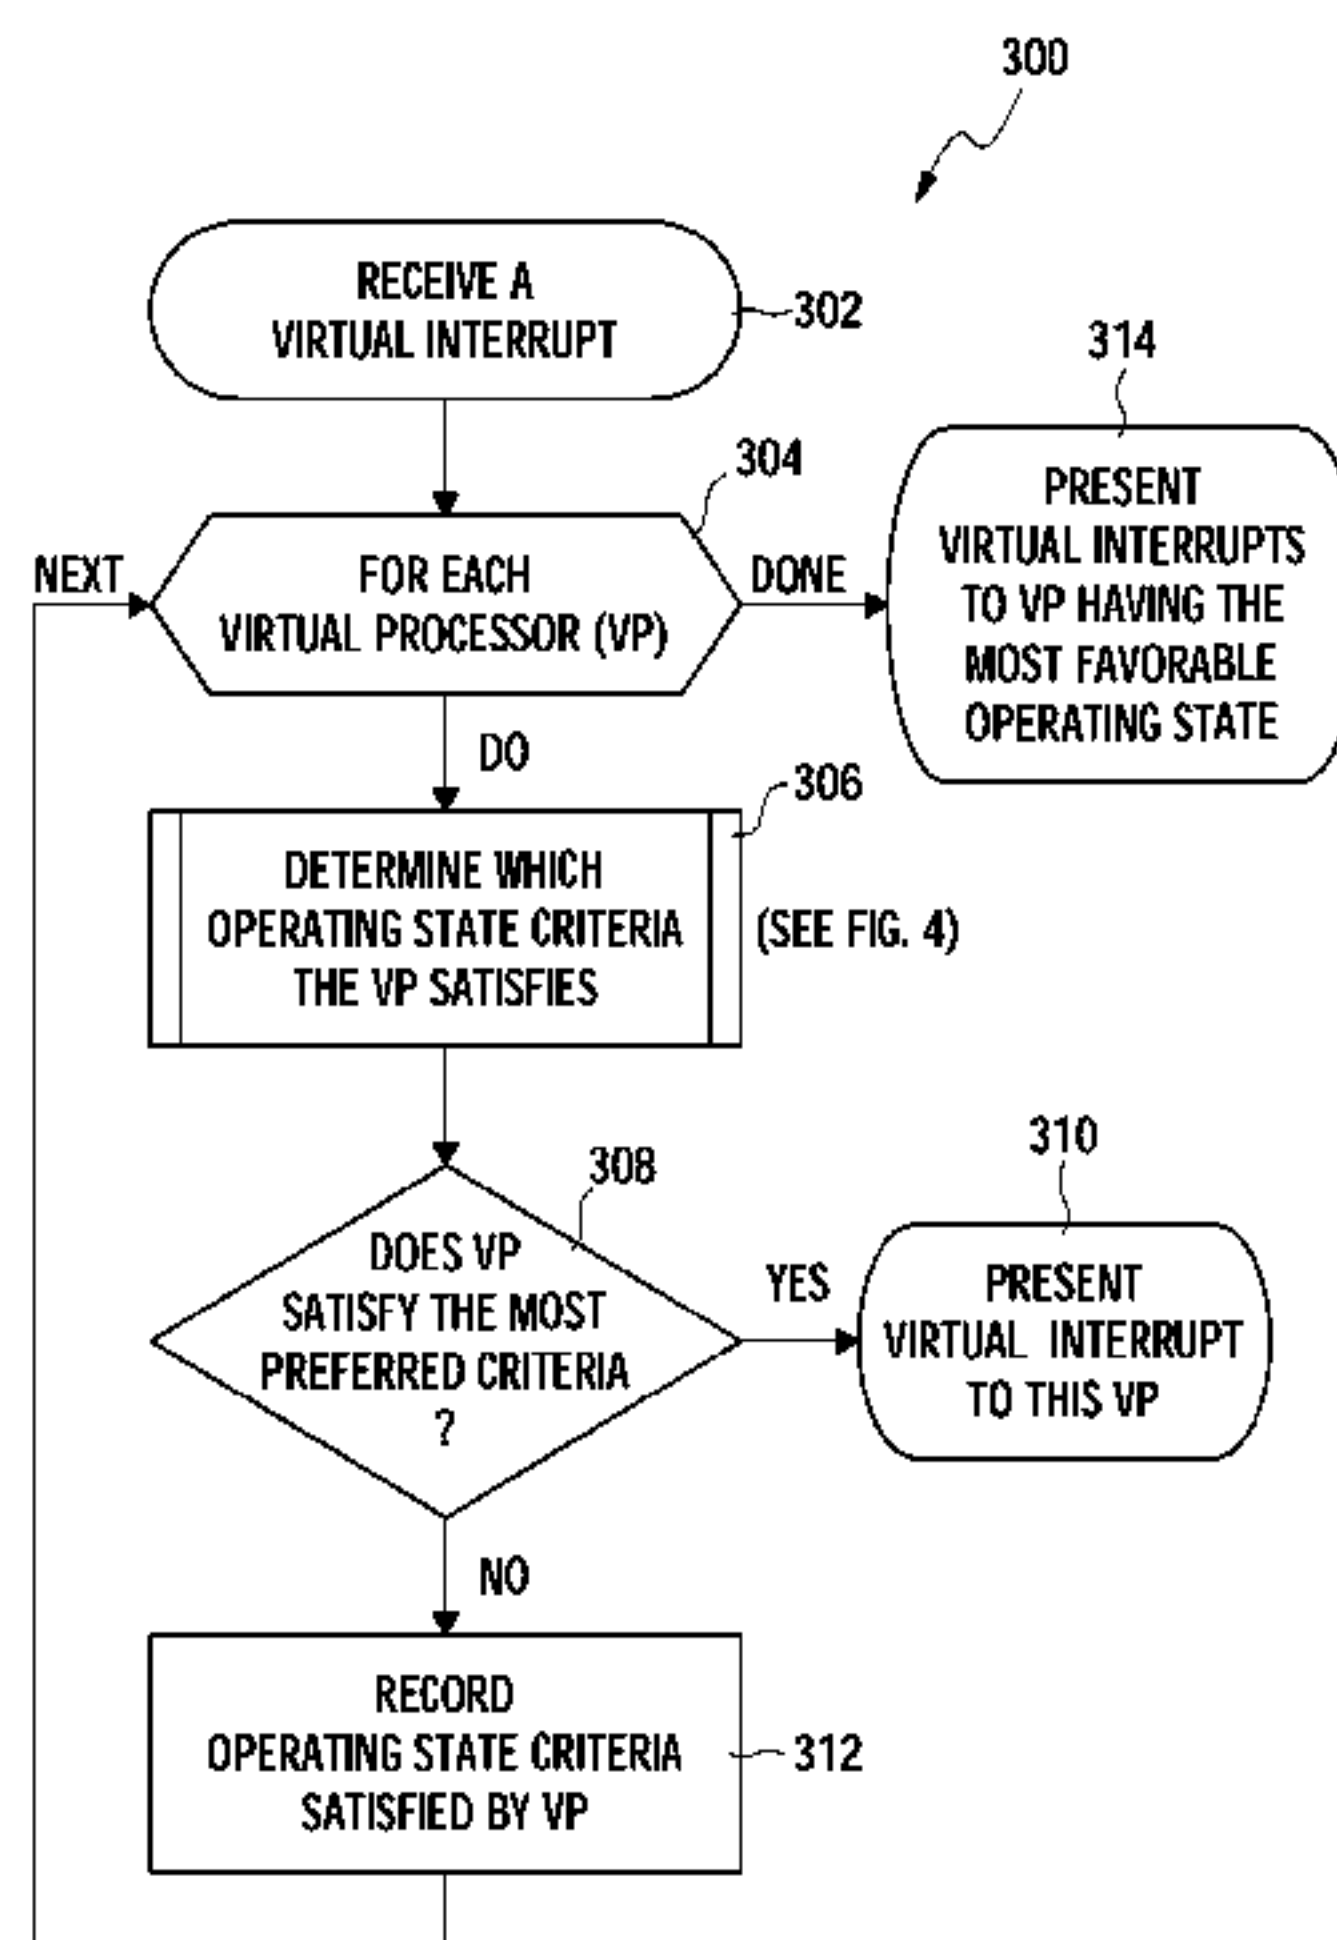 300
RECEIVE A
VIRTUAL INTERRUPT
302
314
304
NEXT
FOR EACH
VIRTUAL PROCESSOR (VP)
DONE
PRESENT
VIRTUAL INTERRUPTS
TO VP HAVING THE
MOST FAVORABLE
OPERATING STATE
DO
306
DETERMINE WHICH
OPERATING STATE CRITERIA
THE VP SATISFIES
(SEE FIG. 4)
308
310
DOES VP
SATISFY THE MOST
PREFERRED CRITERIA
?
YES
PRESENT
VIRTUAL INTERRUPT
TO THIS VP
NO
RECORD
OPERATING STATE CRITERIA
SATISFIED BY VP
312